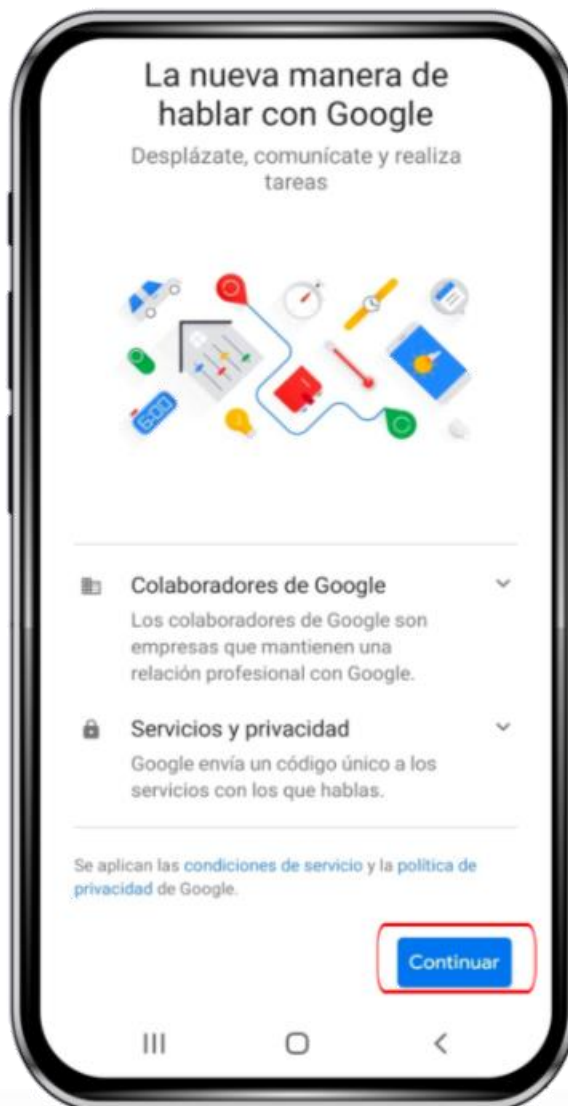 La nueva manera de
hablar con Google
Desplázate, comunícate y realiza
tareas
6:00
Colaboradores de Google
Los colaboradores de Google son
empresas que mantienen una
relación profesional con Google.
Servicios y privacidad
Google envía un código único a los
servicios con los que hablas.
Se aplican las condiciones de servicio y la política de
privacidad de Google.
Continuar